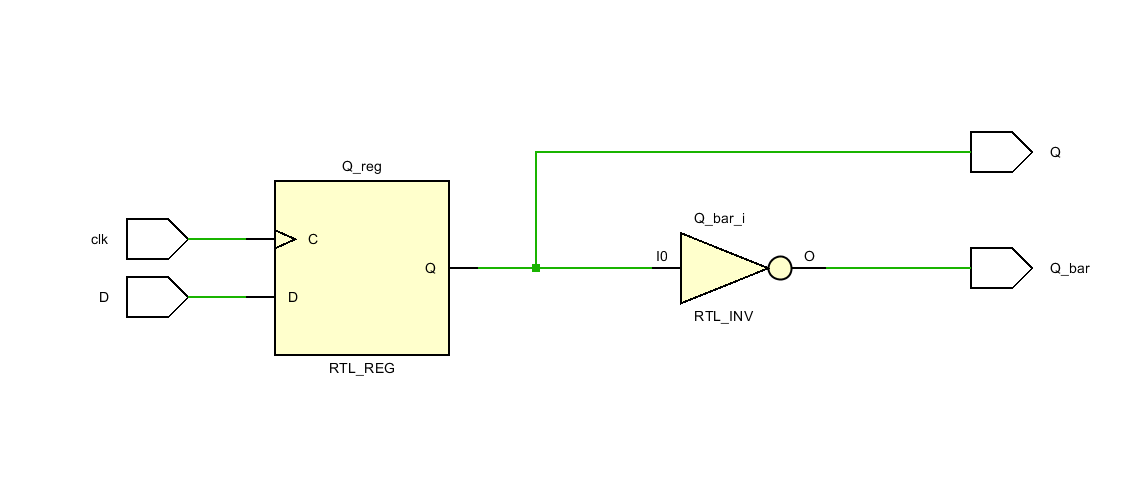 Q_reg
clk
C
D
D
Q
RTL_REG
Q
Q_bar_i
I0
O
RTL_INV
Q_bar